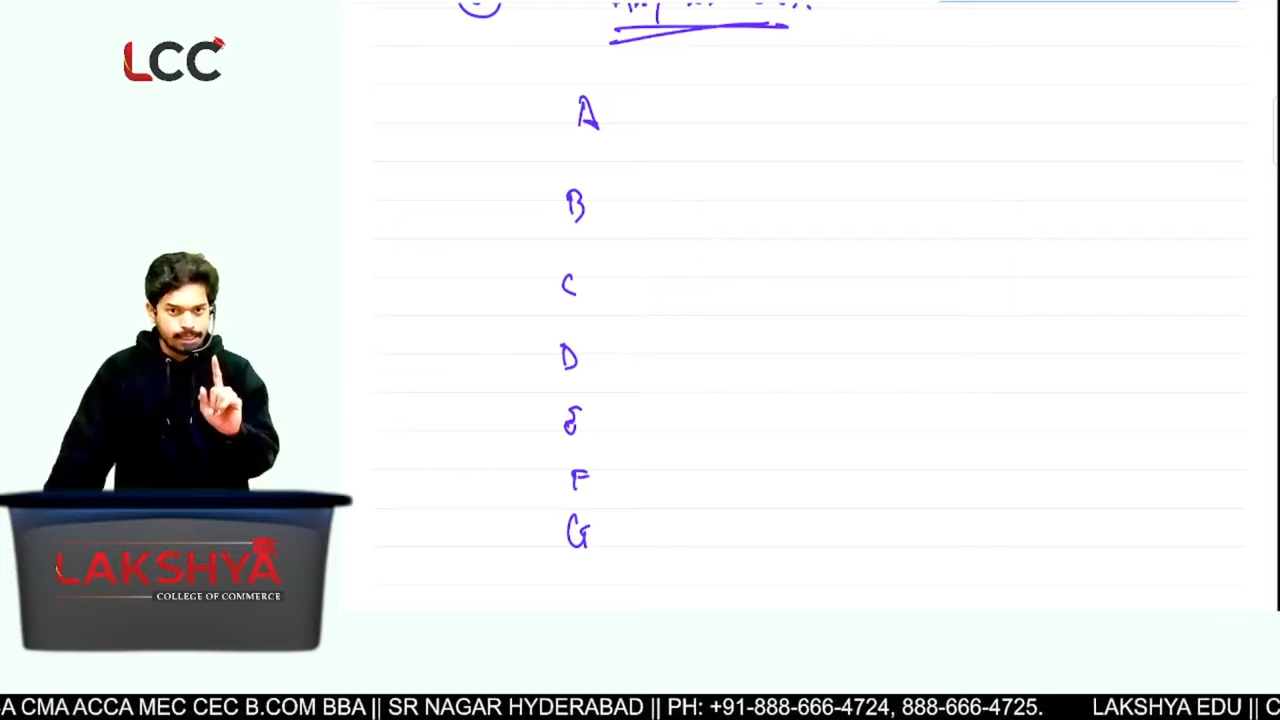 LCC
A
B
C
D
E
F
G
LAKSHYA
COLLEGE OF COMMERCE
A CMA ACCA MEC CEC B.COM BBA || SR NAGAR HYDERABAD || PH: +91-888-666-4724, 888-666-4725. LAKSHYA EDU ||